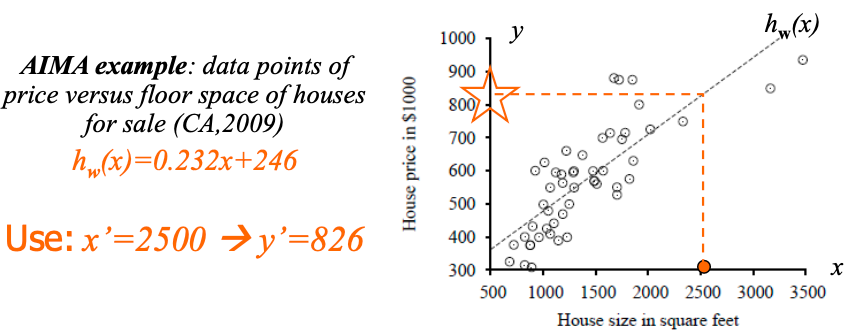 AIMA example: data points of
price versus floor space of houses
for sale (CA,2009)
h_w(x)=0.232x+246
Use: x’=2500 → y’=826
y
h_w(x)
1000
900
800
700
600
500
400
300
House price in $1000
500 1000 1500 2000 2500 3000 3500
x
House size in square feet